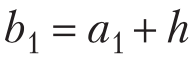 b₁ = a₁ + h